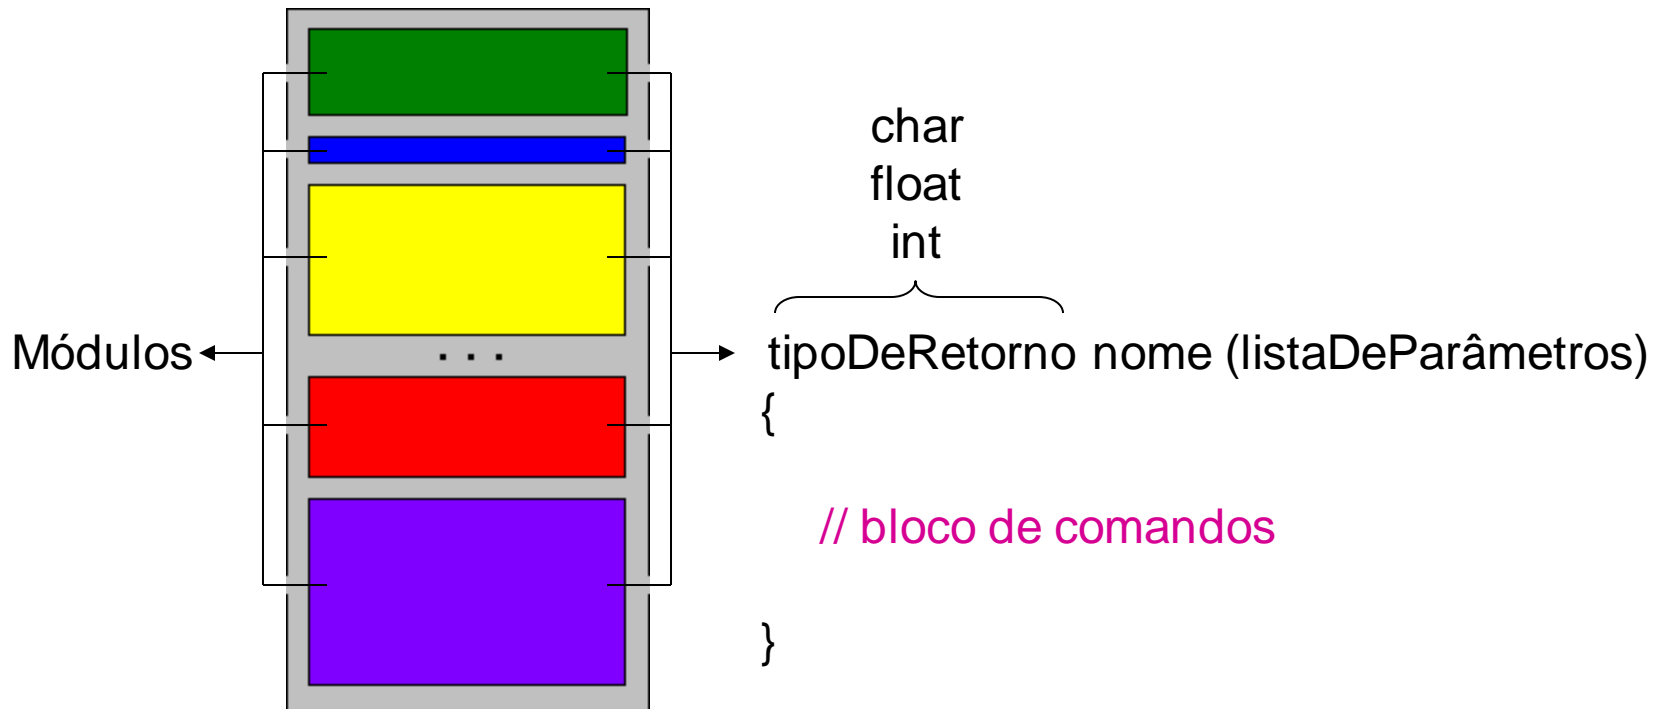 char
float
int
Módulos
. . .
tipoDeRetorno nome (listaDeParâmetros)
{
// bloco de comandos
}